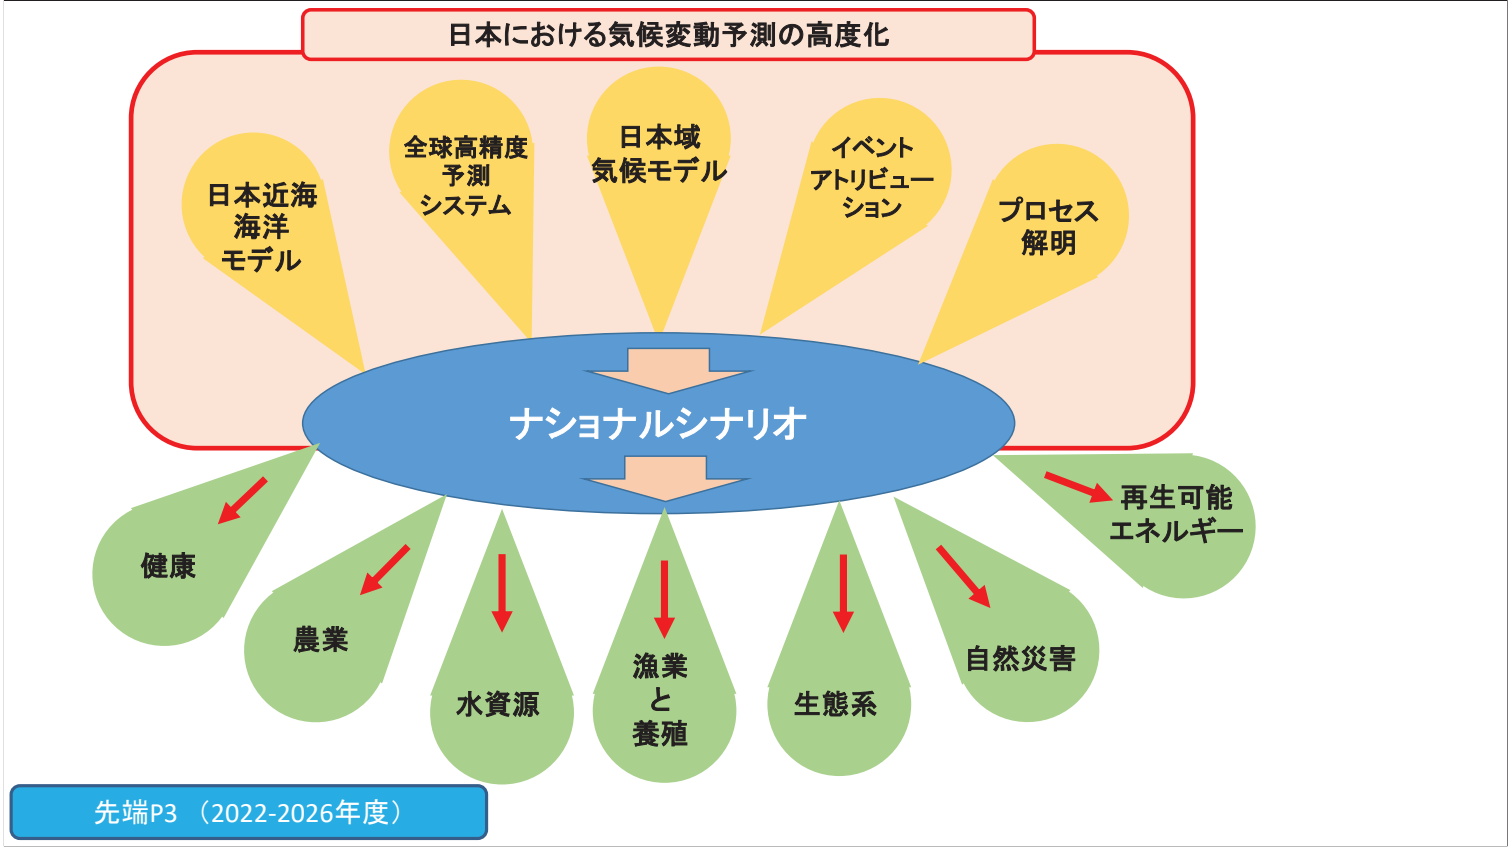 日本における気候変動予測の高度化
日本近海
海洋
モデル
全球高精度
予測
システム
日本域
気候モデル
イベント
アトリビュー
ション
プロセス
解明
ナショナルシナリオ
健康
農業
水資源
漁業
と
養殖
生態系
自然災害
再生可能
エネルギー
先端P3 （2022-2026年度）